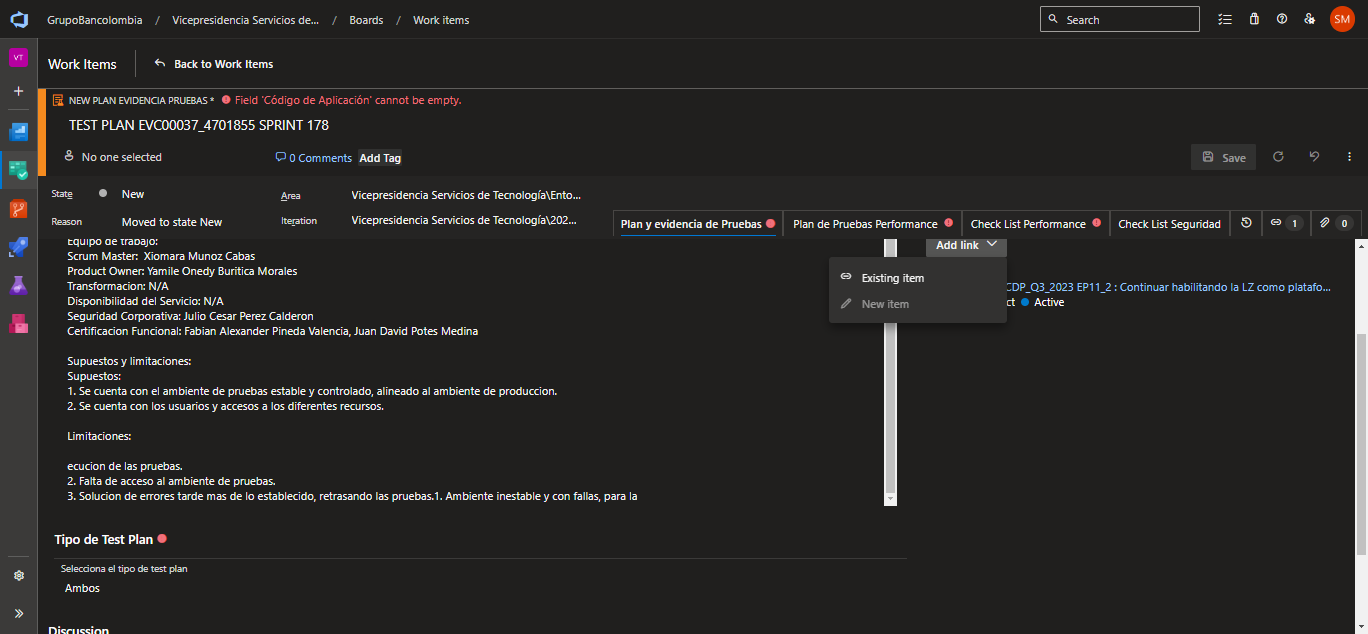 GrupoBancolombia / Vicepresidencia Servicios de... / Boards / Work items
Search
SM
VT
Work Items
Back to Work Items
NEW PLAN EVIDENCIA PRUEBAS * Field 'Código de Aplicación' cannot be empty.
TEST PLAN EVC00037_4701855 SPRINT 178
No one selected
0 Comments
Add Tag
Save
State
New
Area
Vicepresidencia Servicios de Tecnología\Ento...
Reason
Moved to state New
Iteration
Vicepresidencia Servicios de Tecnología\202...
Plan y evidencia de Pruebas
Plan de Pruebas Performance
Check List Performance
Check List Seguridad
1
0
Equipo de trabajo:
Scrum Master: Xiomara Munoz Cabas
Product Owner: Yamile Onedy Buritica Morales
Transformacion: N/A
Disponibilidad del Servicio: N/A
Seguridad Corporativa: Julio Cesar Perez Calderon
Certificacion Funcional: Fabian Alexander Pineda Valencia, Juan David Potes Medina
Supuestos y limitaciones:
Supuestos:
1. Se cuenta con el ambiente de pruebas estable y controlado, alineado al ambiente de produccion.
2. Se cuenta con los usuarios y accesos a los diferentes recursos.
Limitaciones:
ecucion de las pruebas.
2. Falta de acceso al ambiente de pruebas.
3. Solucion de errores tarde mas de lo establecido, retrasando las pruebas.1. Ambiente inestable y con fallas, para la
Add link
Existing item
New item
CDP_Q3_2023 EP11_2 : Continuar habilitando la LZ como platafo...
ct Active
Tipo de Test Plan
Selecciona el tipo de test plan
Ambos
Discussion